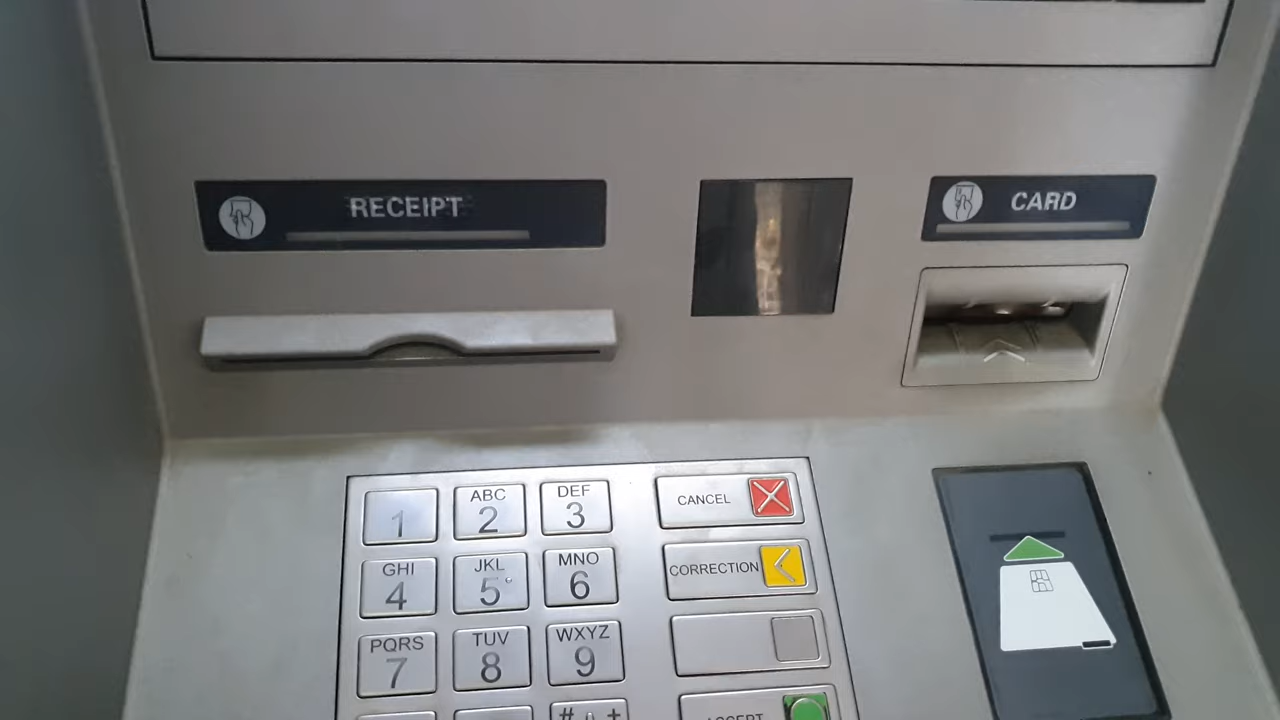 RECEIPT
CARD
1
ABC
2
DEF
3
CANCEL
GHI
4
JKL
5
MNO
6
CORRECTION
PQRS
7
TUV
8
WXYZ
9
ACCEPT